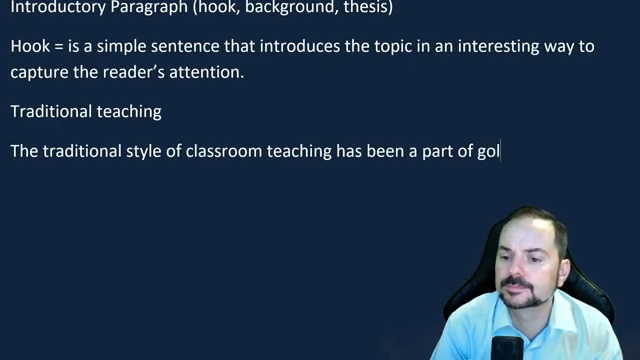 Introductory Paragraph (hook, background, thesis)
Hook = is a simple sentence that introduces the topic in an interesting way to
capture the reader’s attention.
Traditional teaching
The traditional style of classroom teaching has been a part of gol